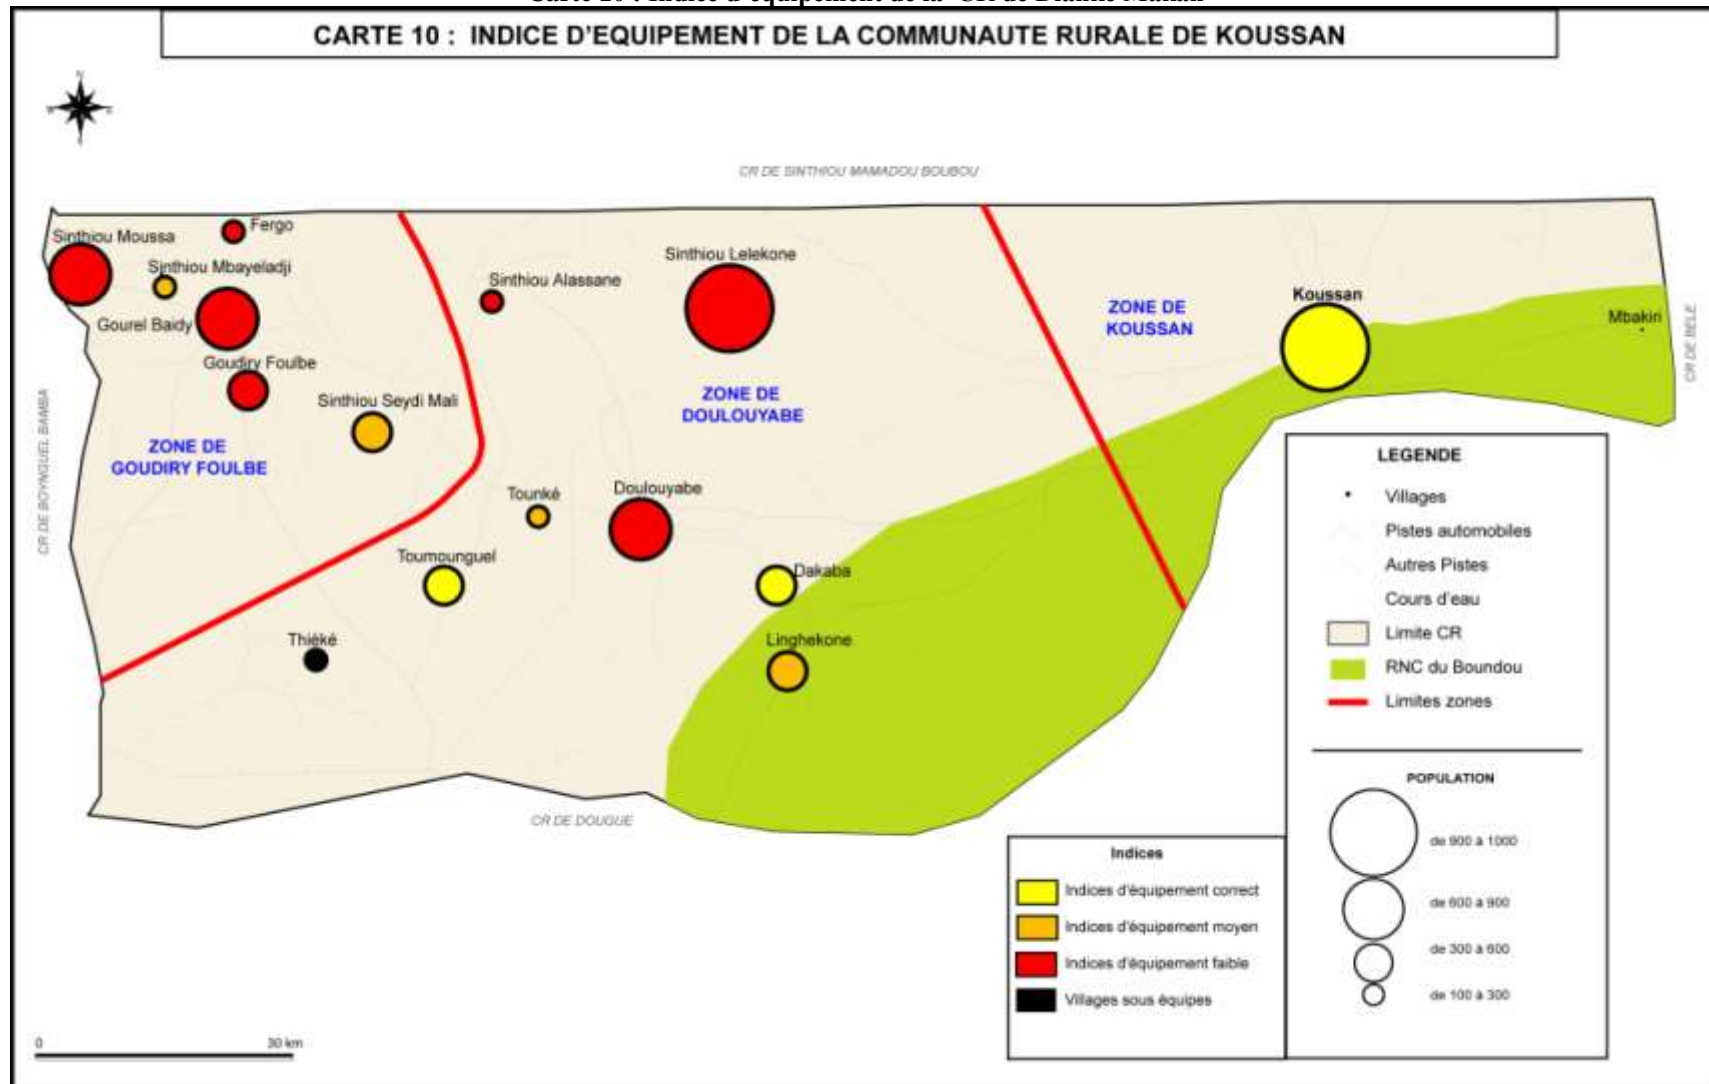 CARTE 10 : INDICE D'EQUIPEMENT DE LA COMMUNAUTE RURALE DE KOUSSAN
N
CR DE SINTHIOU MAMADOU BOUBOU
Fergo
Sinthiou Moussa
Sinthiou Mbayeladji
Sinthiou Lelekone
Sinthiou Alassane
Koussan
ZONE DE
KOUSSAN
Mbakiri
Gourel Baidy
CR DE BELE
Goudiry Foulbe
Sinthiou Seydi Mali
ZONE DE
DOULOUYABE
ZONE DE
GOUDIRY FOULBE
CR DE BOYNGUEL BAMBA
Tounké
Doulouyabe
Toumounguel
Dakaba
Thiéké
Linghekone
CR DE DOUGUE
LEGENDE
Villages
Pistes automobiles
Autres Pistes
Cours d'eau
Limite CR
RNC du Boundou
Limites zones
POPULATION
de 900 à 1000
de 600 à 900
de 300 à 600
de 100 à 300
Indices
Indices d'équipement correct
Indices d'équipement moyen
Indices d'équipement faible
Villages sous équipes
0 30 km